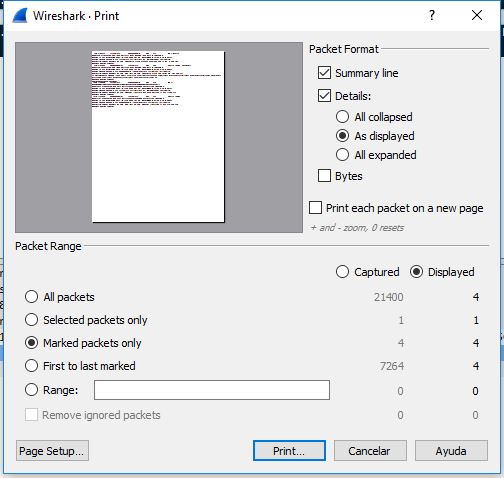 Wireshark · Print
?
Packet Format
Summary line
Details:
All collapsed
As displayed
All expanded
Bytes
Print each packet on a new page
+ and - zoom, 0 resets
Packet Range
Captured Displayed
All packets 21400 4
Selected packets only 1 1
Marked packets only 4 4
First to last marked 7264 4
Range: 0 0
Remove ignored packets 0 0
Page Setup... Print... Cancelar Ayuda